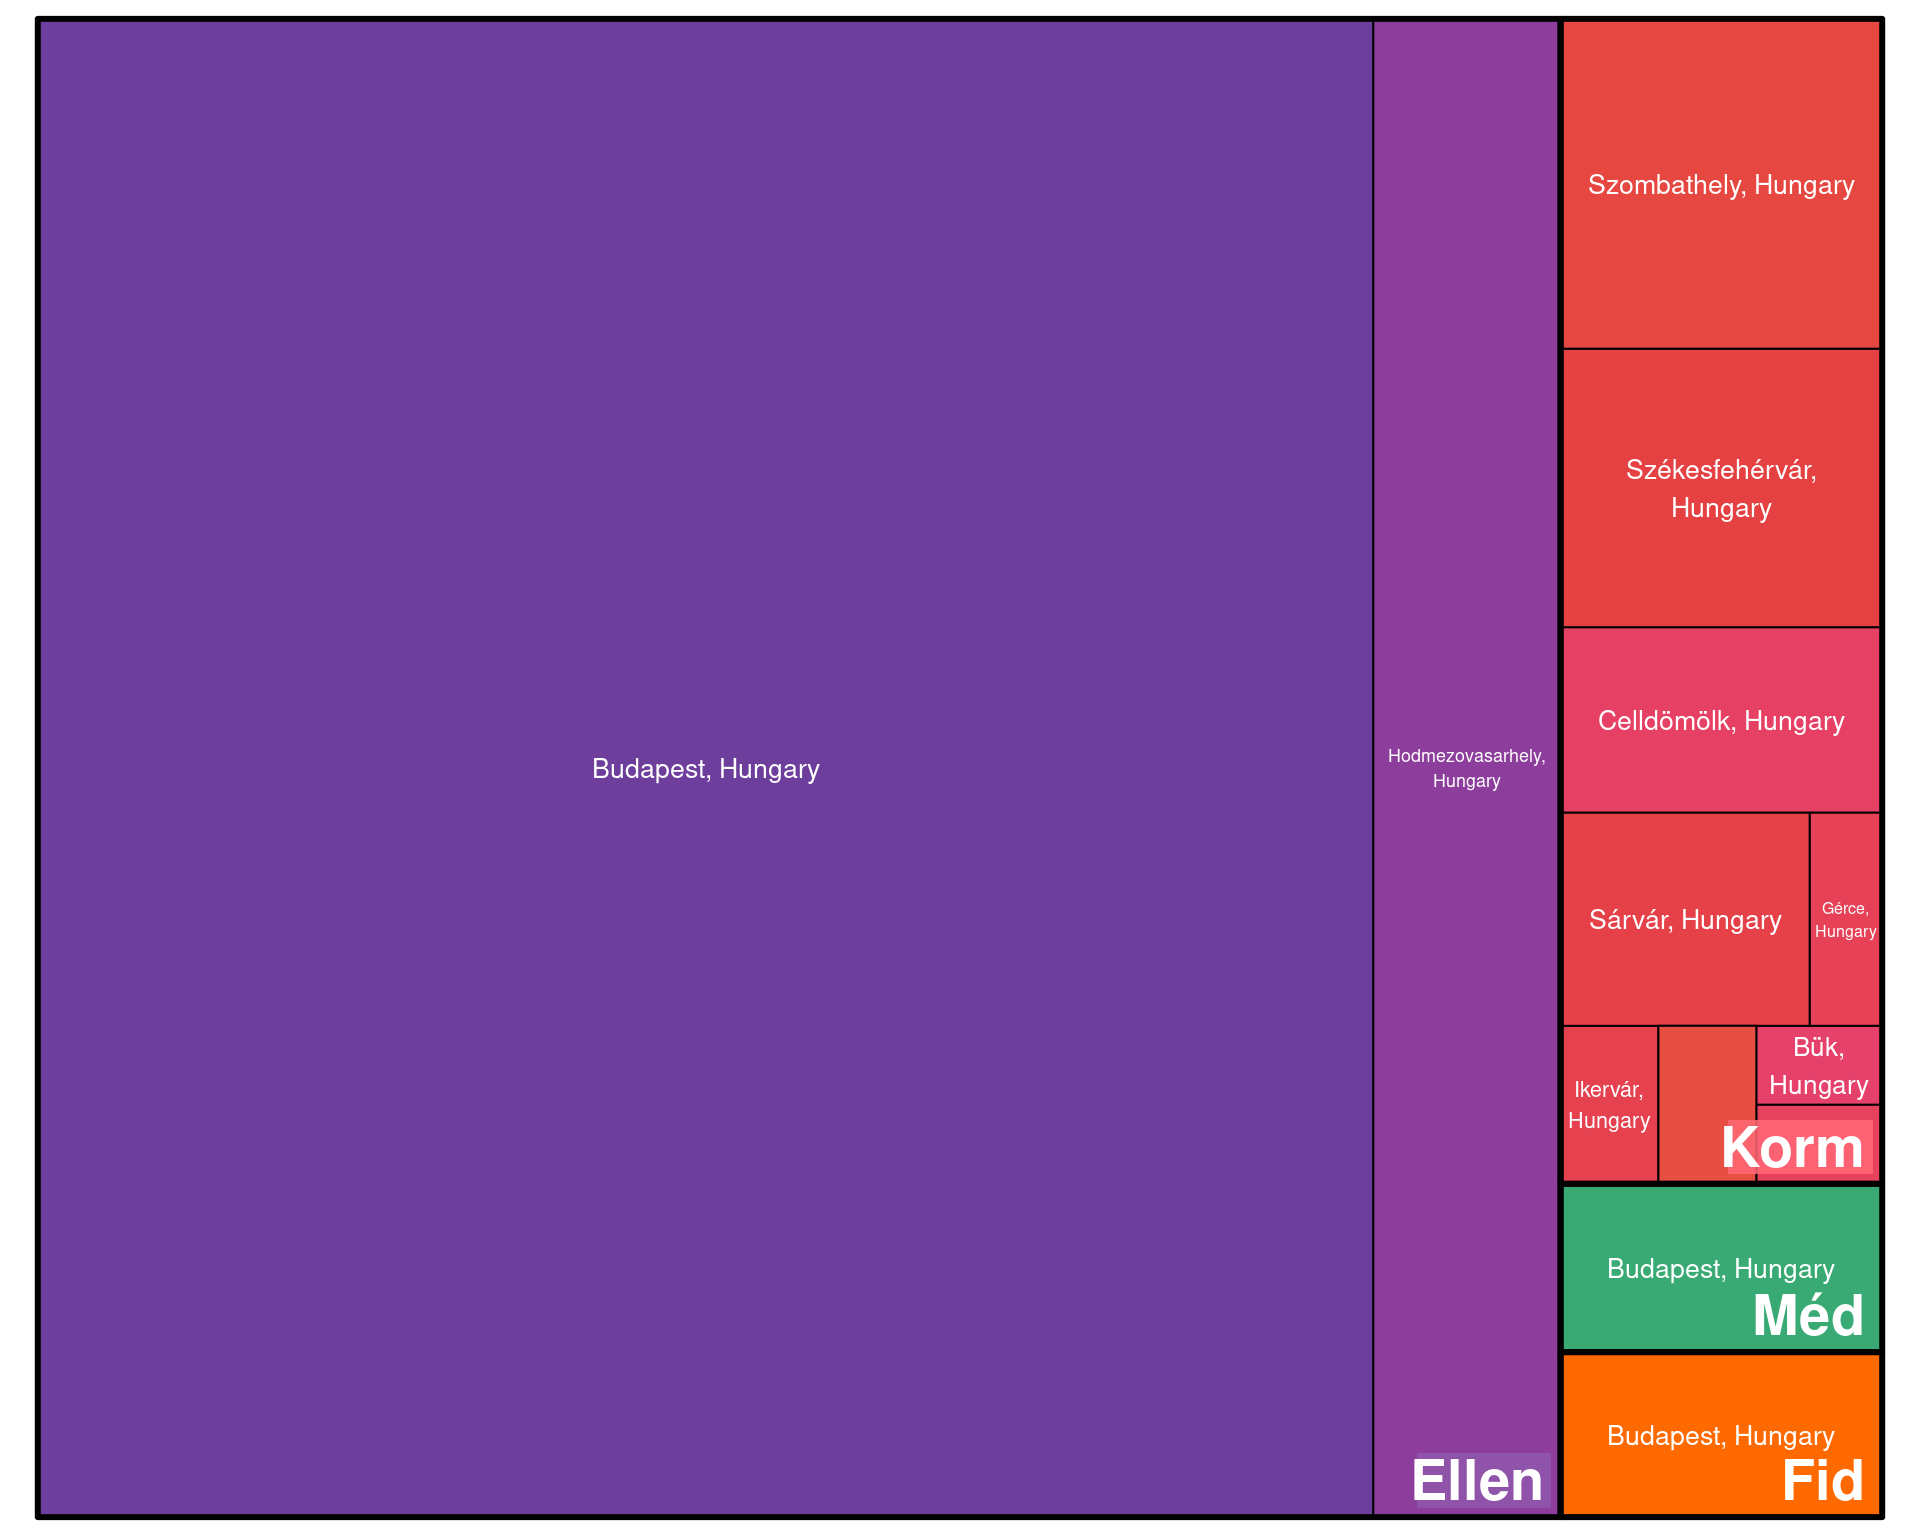 Budapest, Hungary
Hodmezovasarhely,
Hungary
Ellen
Szombathely, Hungary
Székesfehérvár,
Hungary
Celldömölk, Hungary
Sárvár, Hungary
Gérce,
Hungary
Ikervár,
Hungary
Bük,
Hungary
Korm
Budapest, Hungary
Méd
Budapest, Hungary
Fid